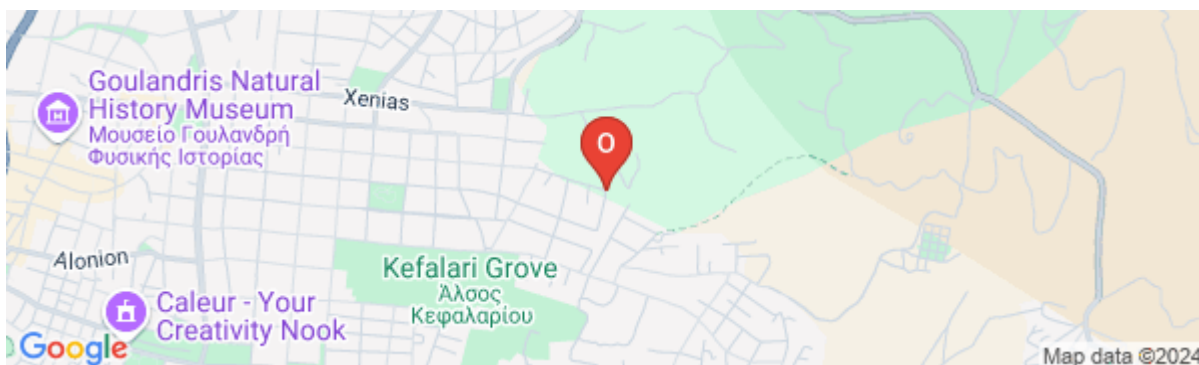 Goulandris Natural
History Museum
Μουσείο Γουλανδρή
Φυσικής Ιστορίας
Xenias
O
Alonion
Kefalari Grove
Άλσος
Κεφαλαρίου
Caleur - Your
Creativity Nook
Google
Map data ©2024